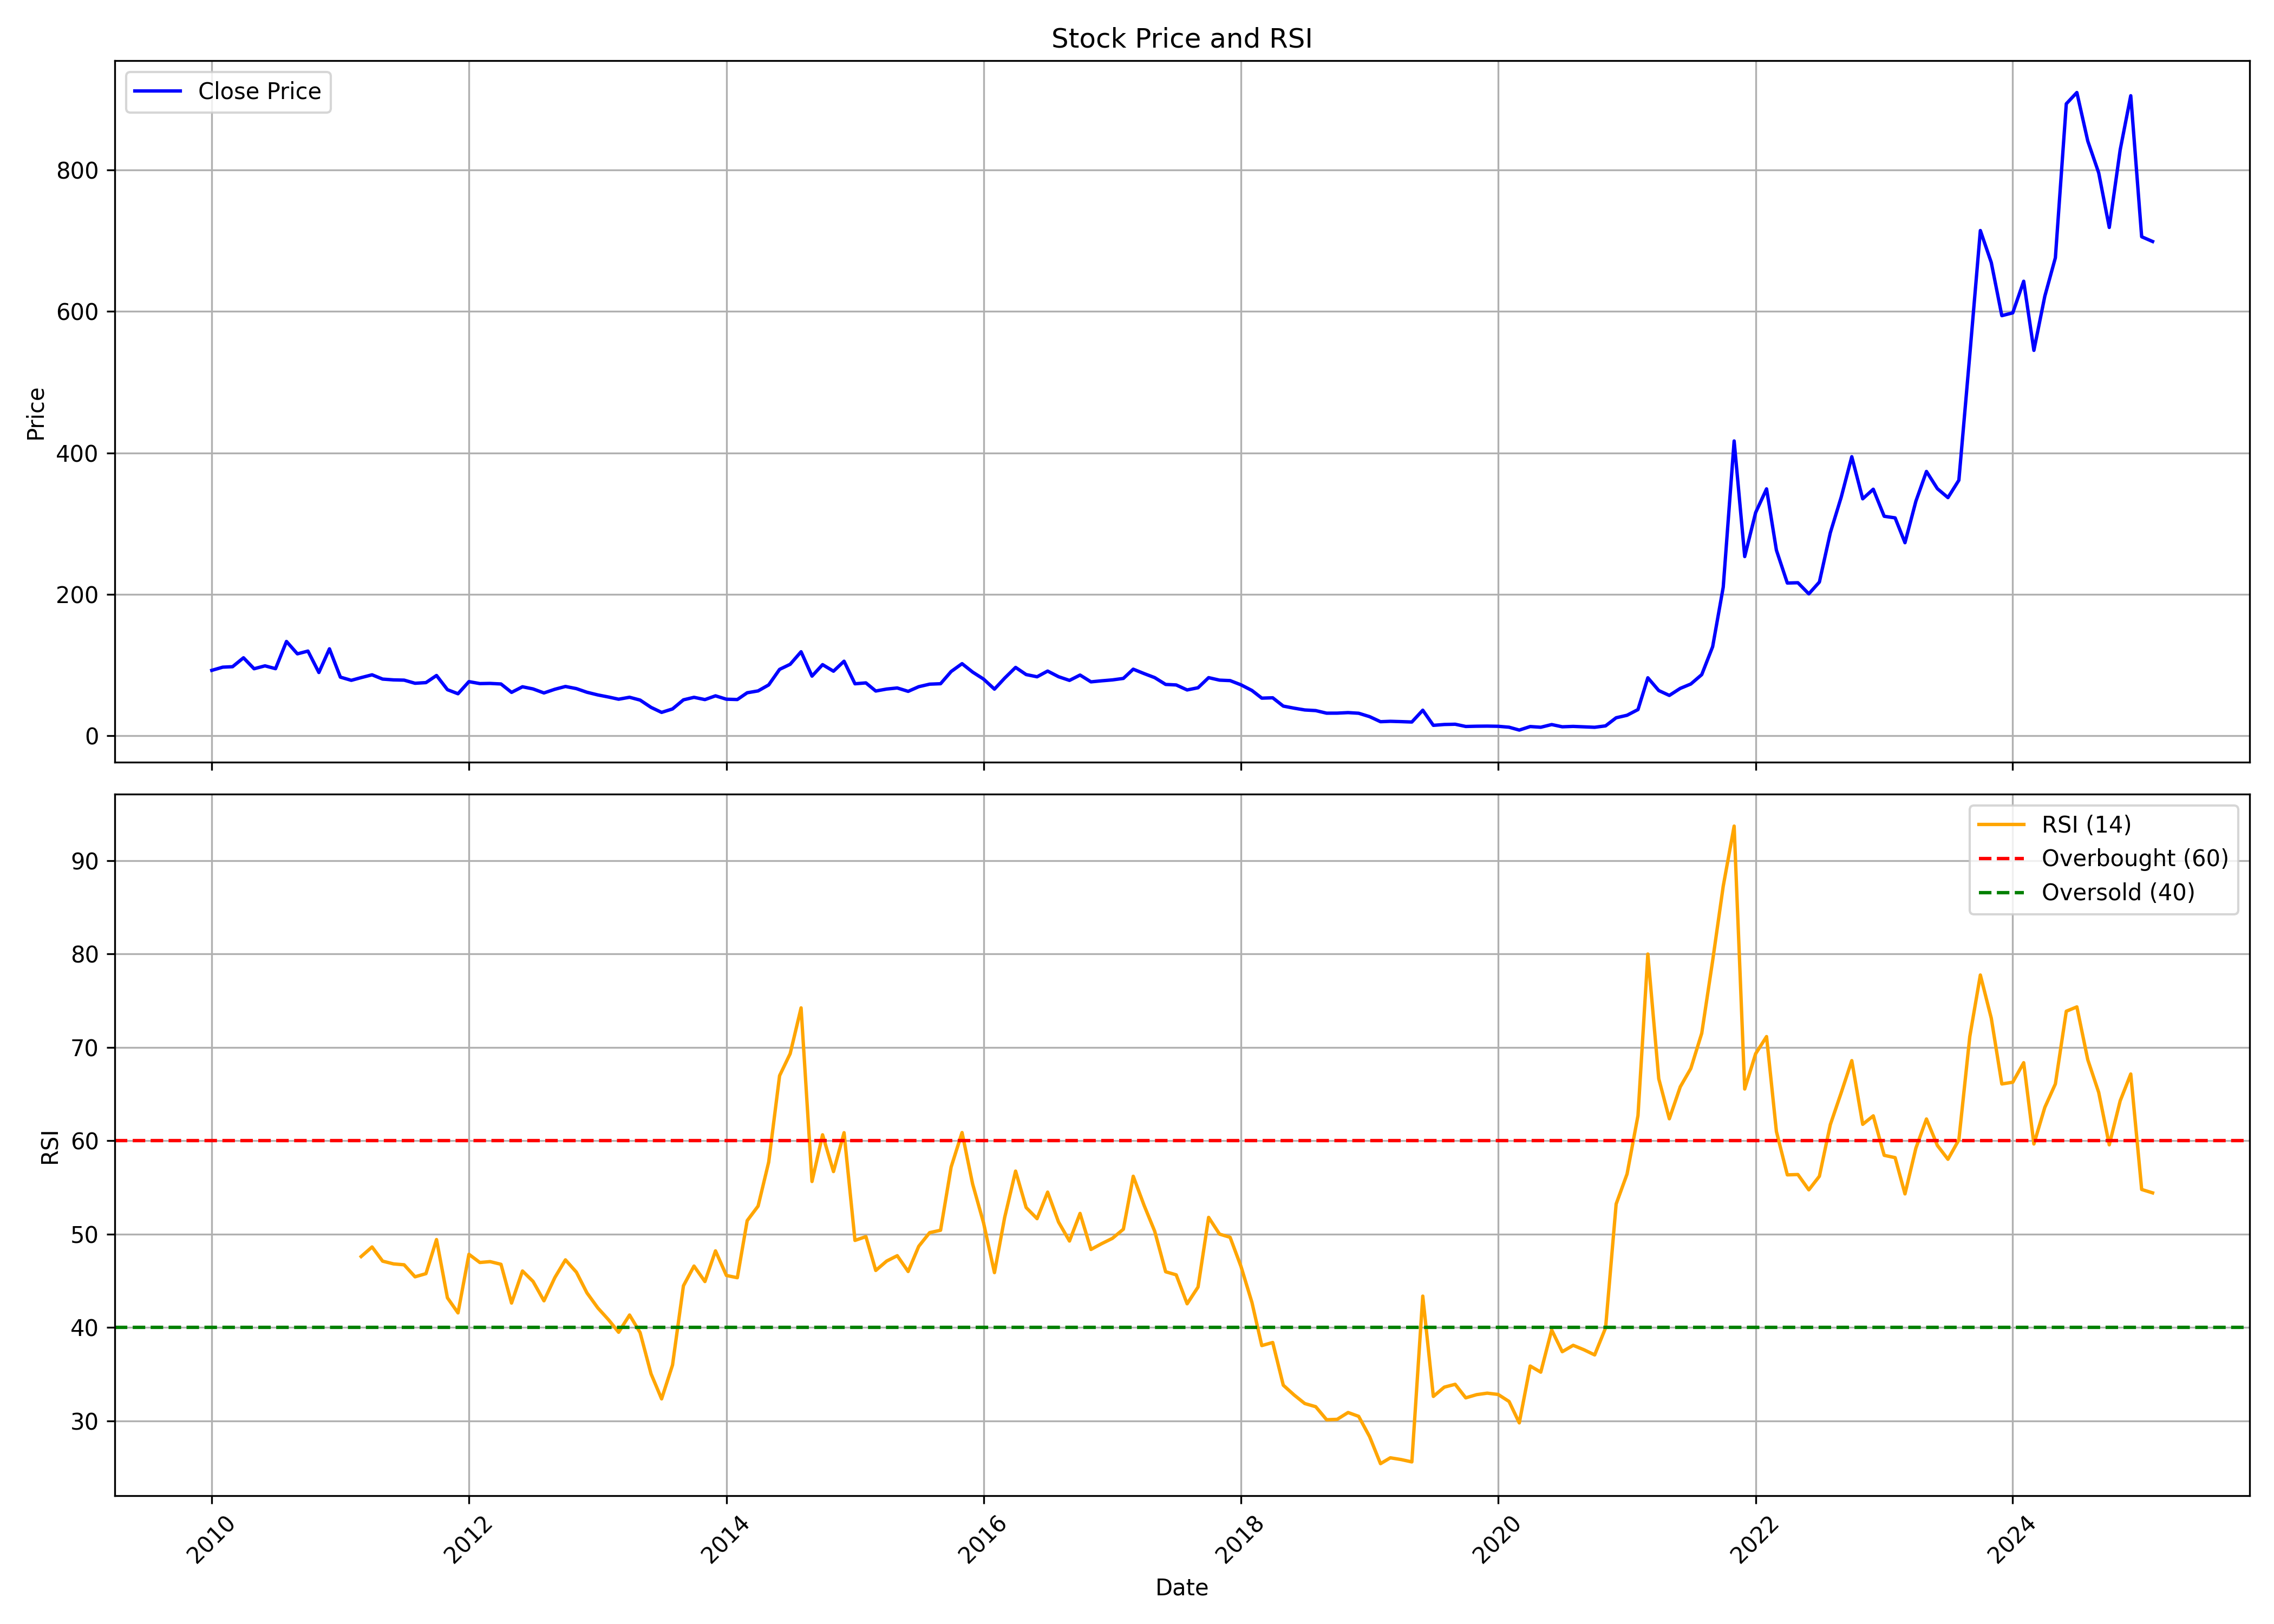 Stock Price and RSI
Close Price
800
600
400
200
0
Price
RSI (14)
Overbought (60)
Oversold (40)
90
80
70
60
50
40
30
RSI
2010
2012
2014
2016
2018
2020
2022
2024
Date